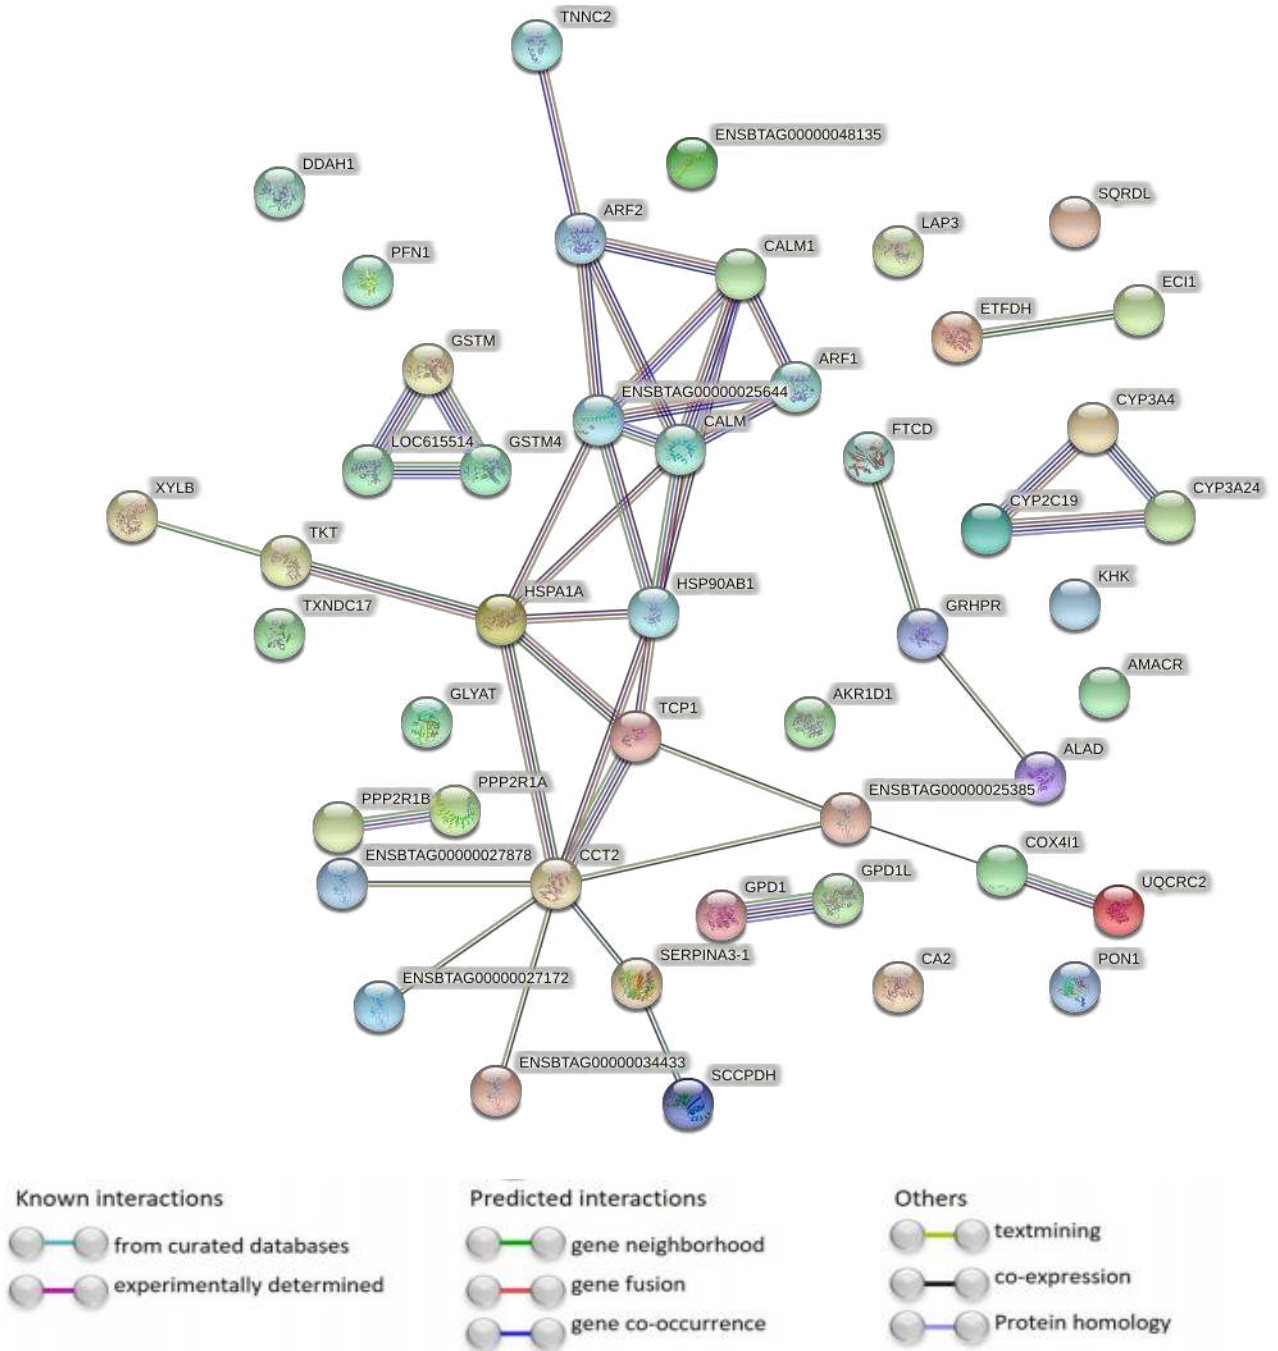 TNNC2
ENSBTAG00000048135
DDAH1
SQRDL
ARF2
LAP3
CALM1
PFN1
ECI1
ETFDH
GSTM
ARF1
ENSBTAG00000025644
CYP3A4
CALM
FTCD
LOC615514
GSTM4
XYLB
CYP3A24
CYP2C19
TKT
HSPA1A
HSP90AB1
KHK
TXNDC17
GRHPR
AMACR
GLYAT
AKR1D1
TCP1
ALAD
PPP2R1B
PPP2R1A
ENSBTAG00000025385
ENSBTAG00000027878
CCT2
COX4I1
GPD1
GPD1L
UQCRC2
SERPINA3-1
CA2
PON1
ENSBTAG00000027172
ENSBTAG00000034433
SCCPDH
Known interactions
from curated databases
experimentally determined
Predicted interactions
gene neighborhood
gene fusion
gene co-occurrence
Others
textmining
co-expression
Protein homology